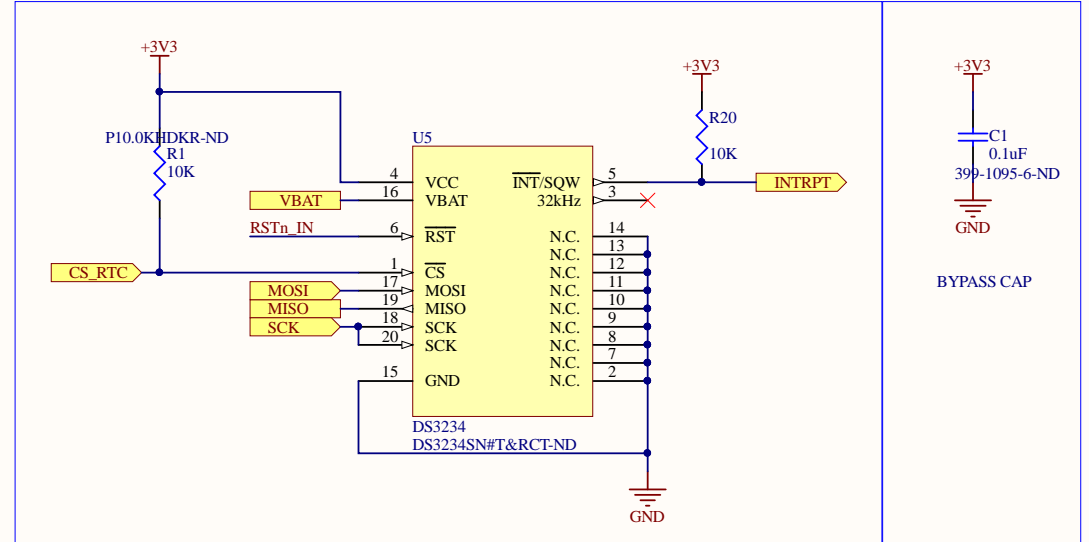 +3V3
P10.0KHDKR-ND
R1
10K
U5
+3V3
R20
10K
4
VCC
INT/SQW
5
INTRPT
VBAT
16
VBAT
32kHz
3
RSTn_IN
6
RST
N.C.
14
N.C.
13
CS_RTC
1
CS
N.C.
12
MOSI
17
MOSI
N.C.
11
MISO
19
MISO
N.C.
10
SCK
18
SCK
N.C.
9
20
SCK
N.C.
8
N.C.
7
15
GND
N.C.
2
DS3234
DS3234SN#T&RCT-ND
GND
+3V3
C1
0.1uF
399-1095-6-ND
GND
BYPASS CAP